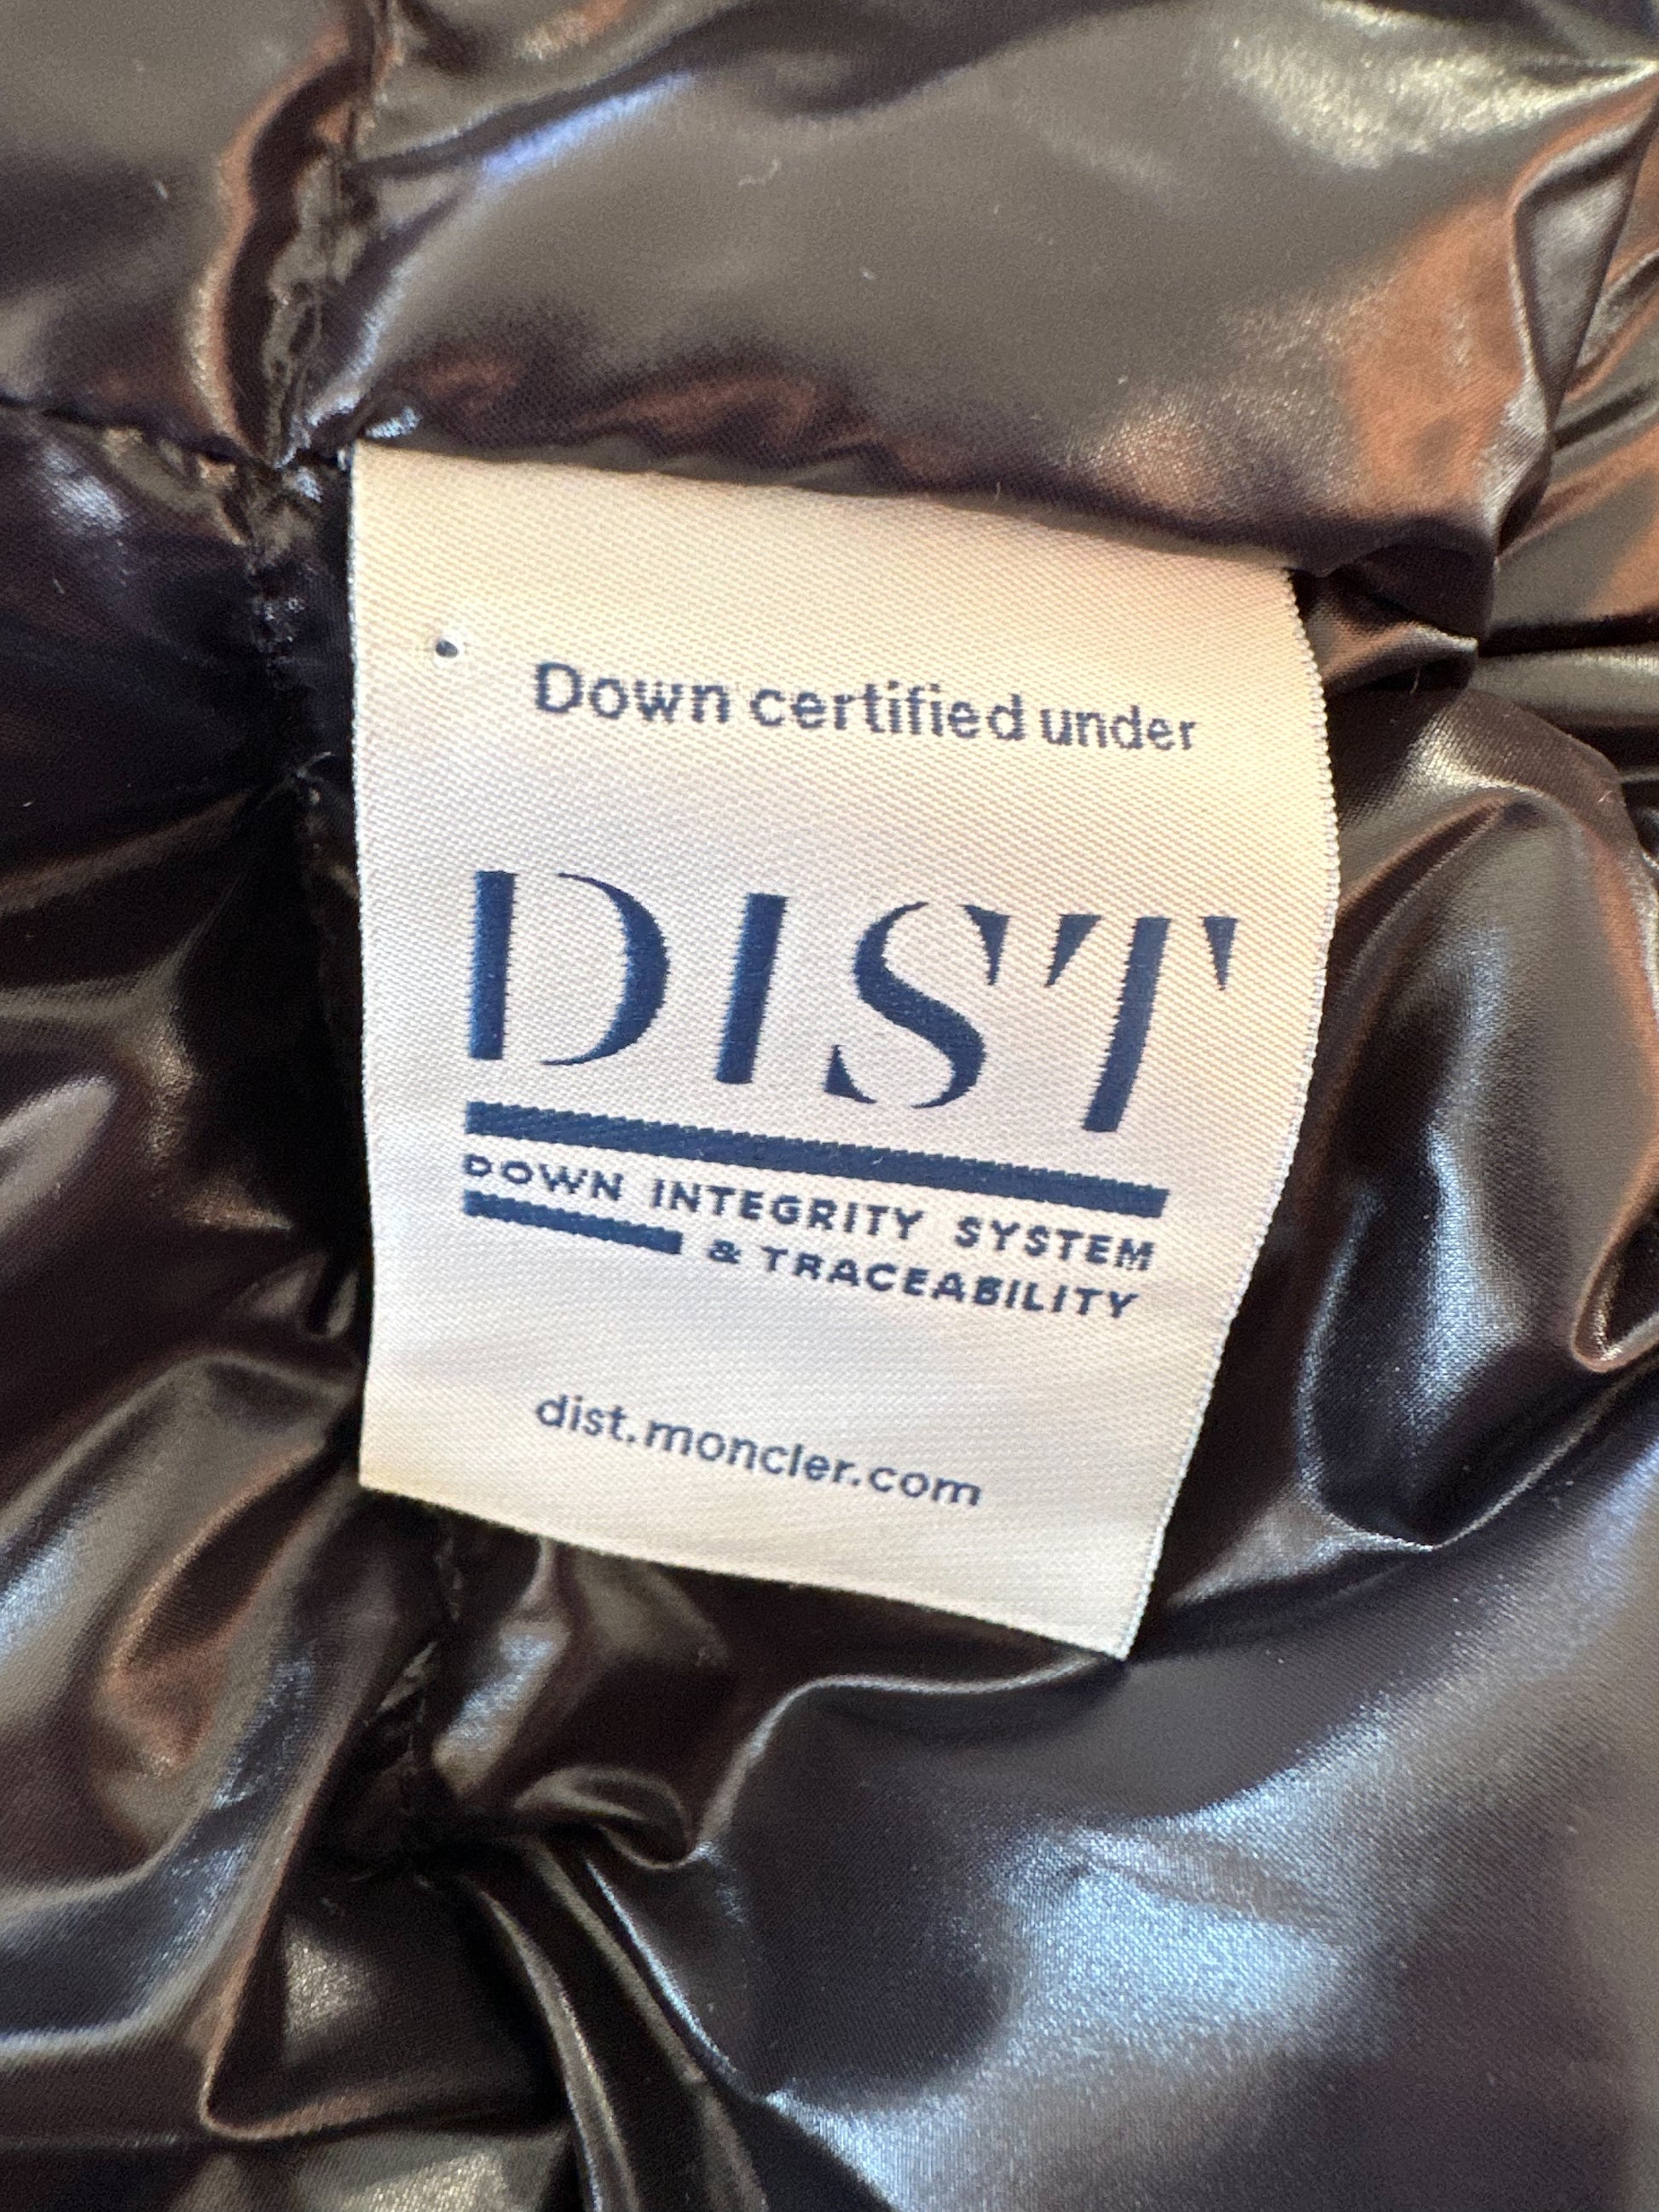 Down certified under
DIST
DOWN INTEGRITY SYSTEM
& TRACEABILITY
dist.moncler.com